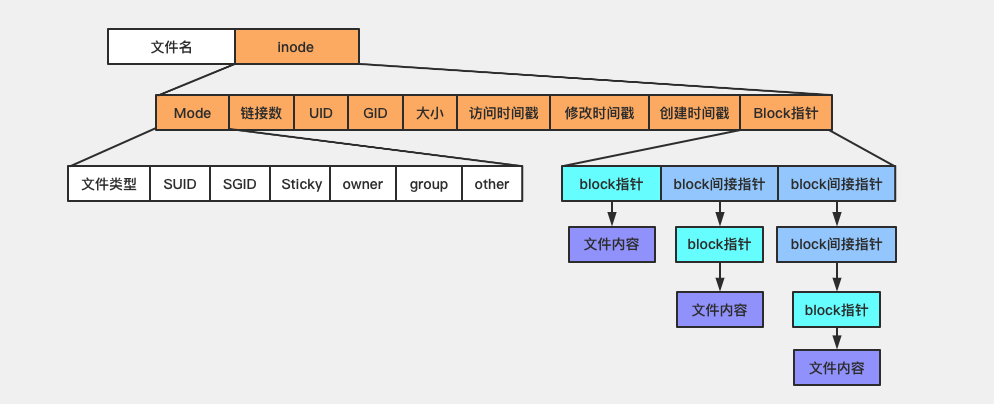 文件名 inode
Mode 链接数 UID GID 大小 访问时间戳 修改时间戳 创建时间戳 Block指针
文件类型 SUID SGID Sticky owner group other block指针 block间接指针 block间接指针
文件内容 block指针 block间接指针
文件内容 block指针
文件内容